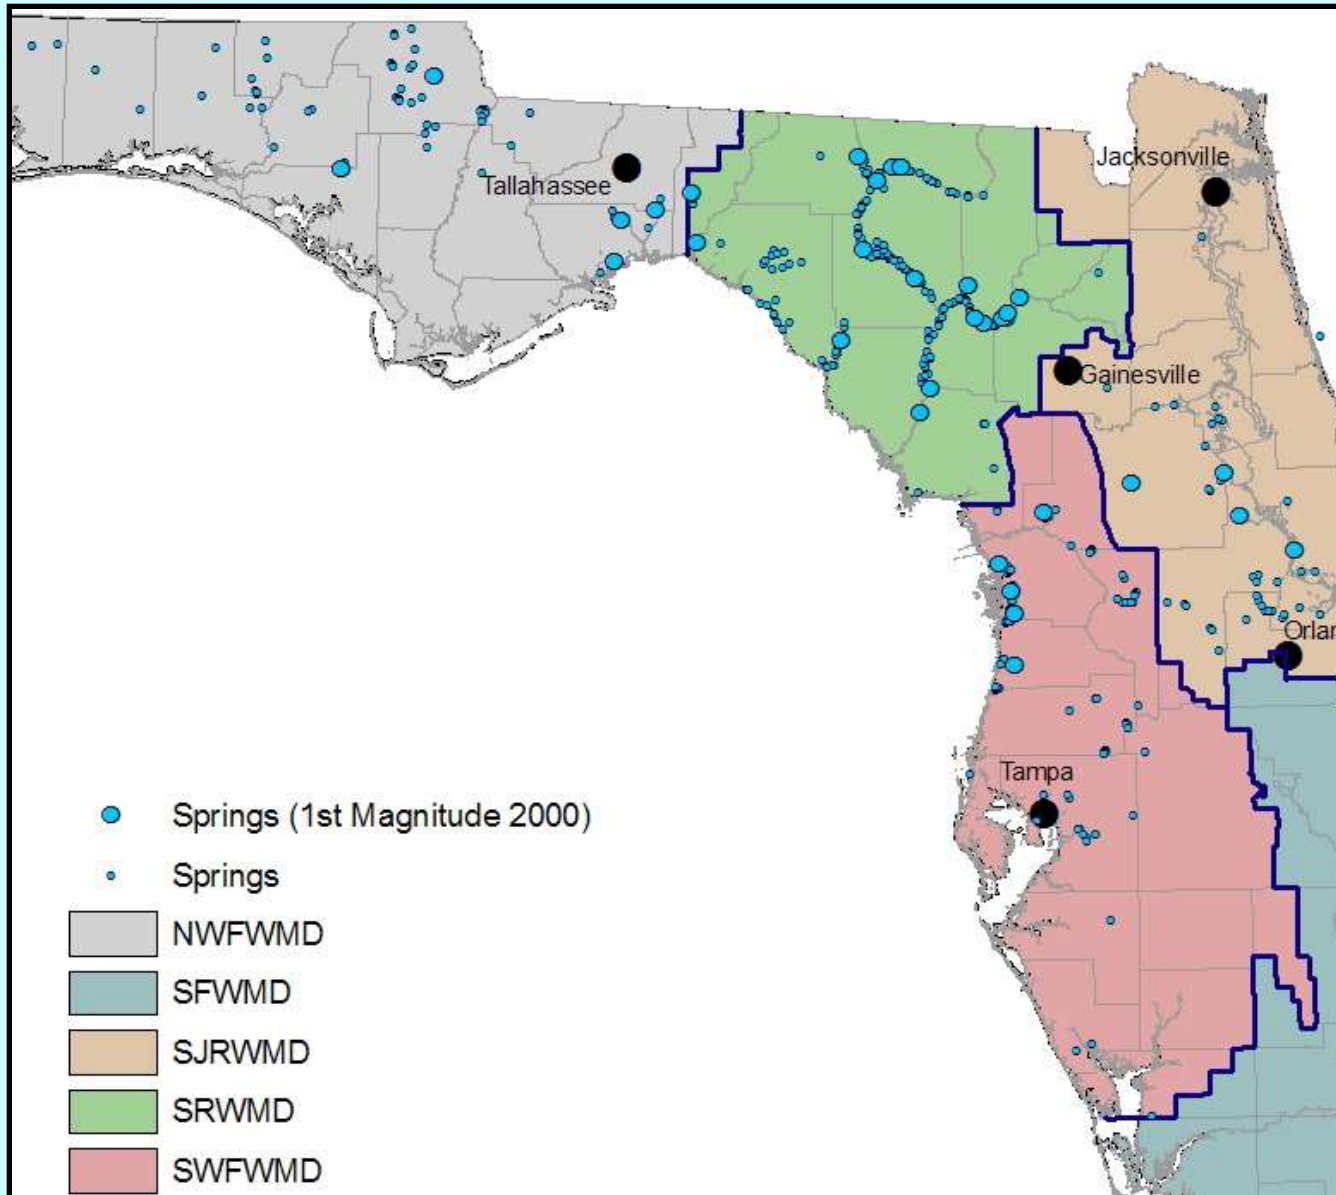 Jacksonville
Tallahassee
Gainesville
Orlan
Tampa
Springs (1st Magnitude 2000)
Springs
NWFWMD
SFWMD
SJRWMD
SRWMD
SWFWMD